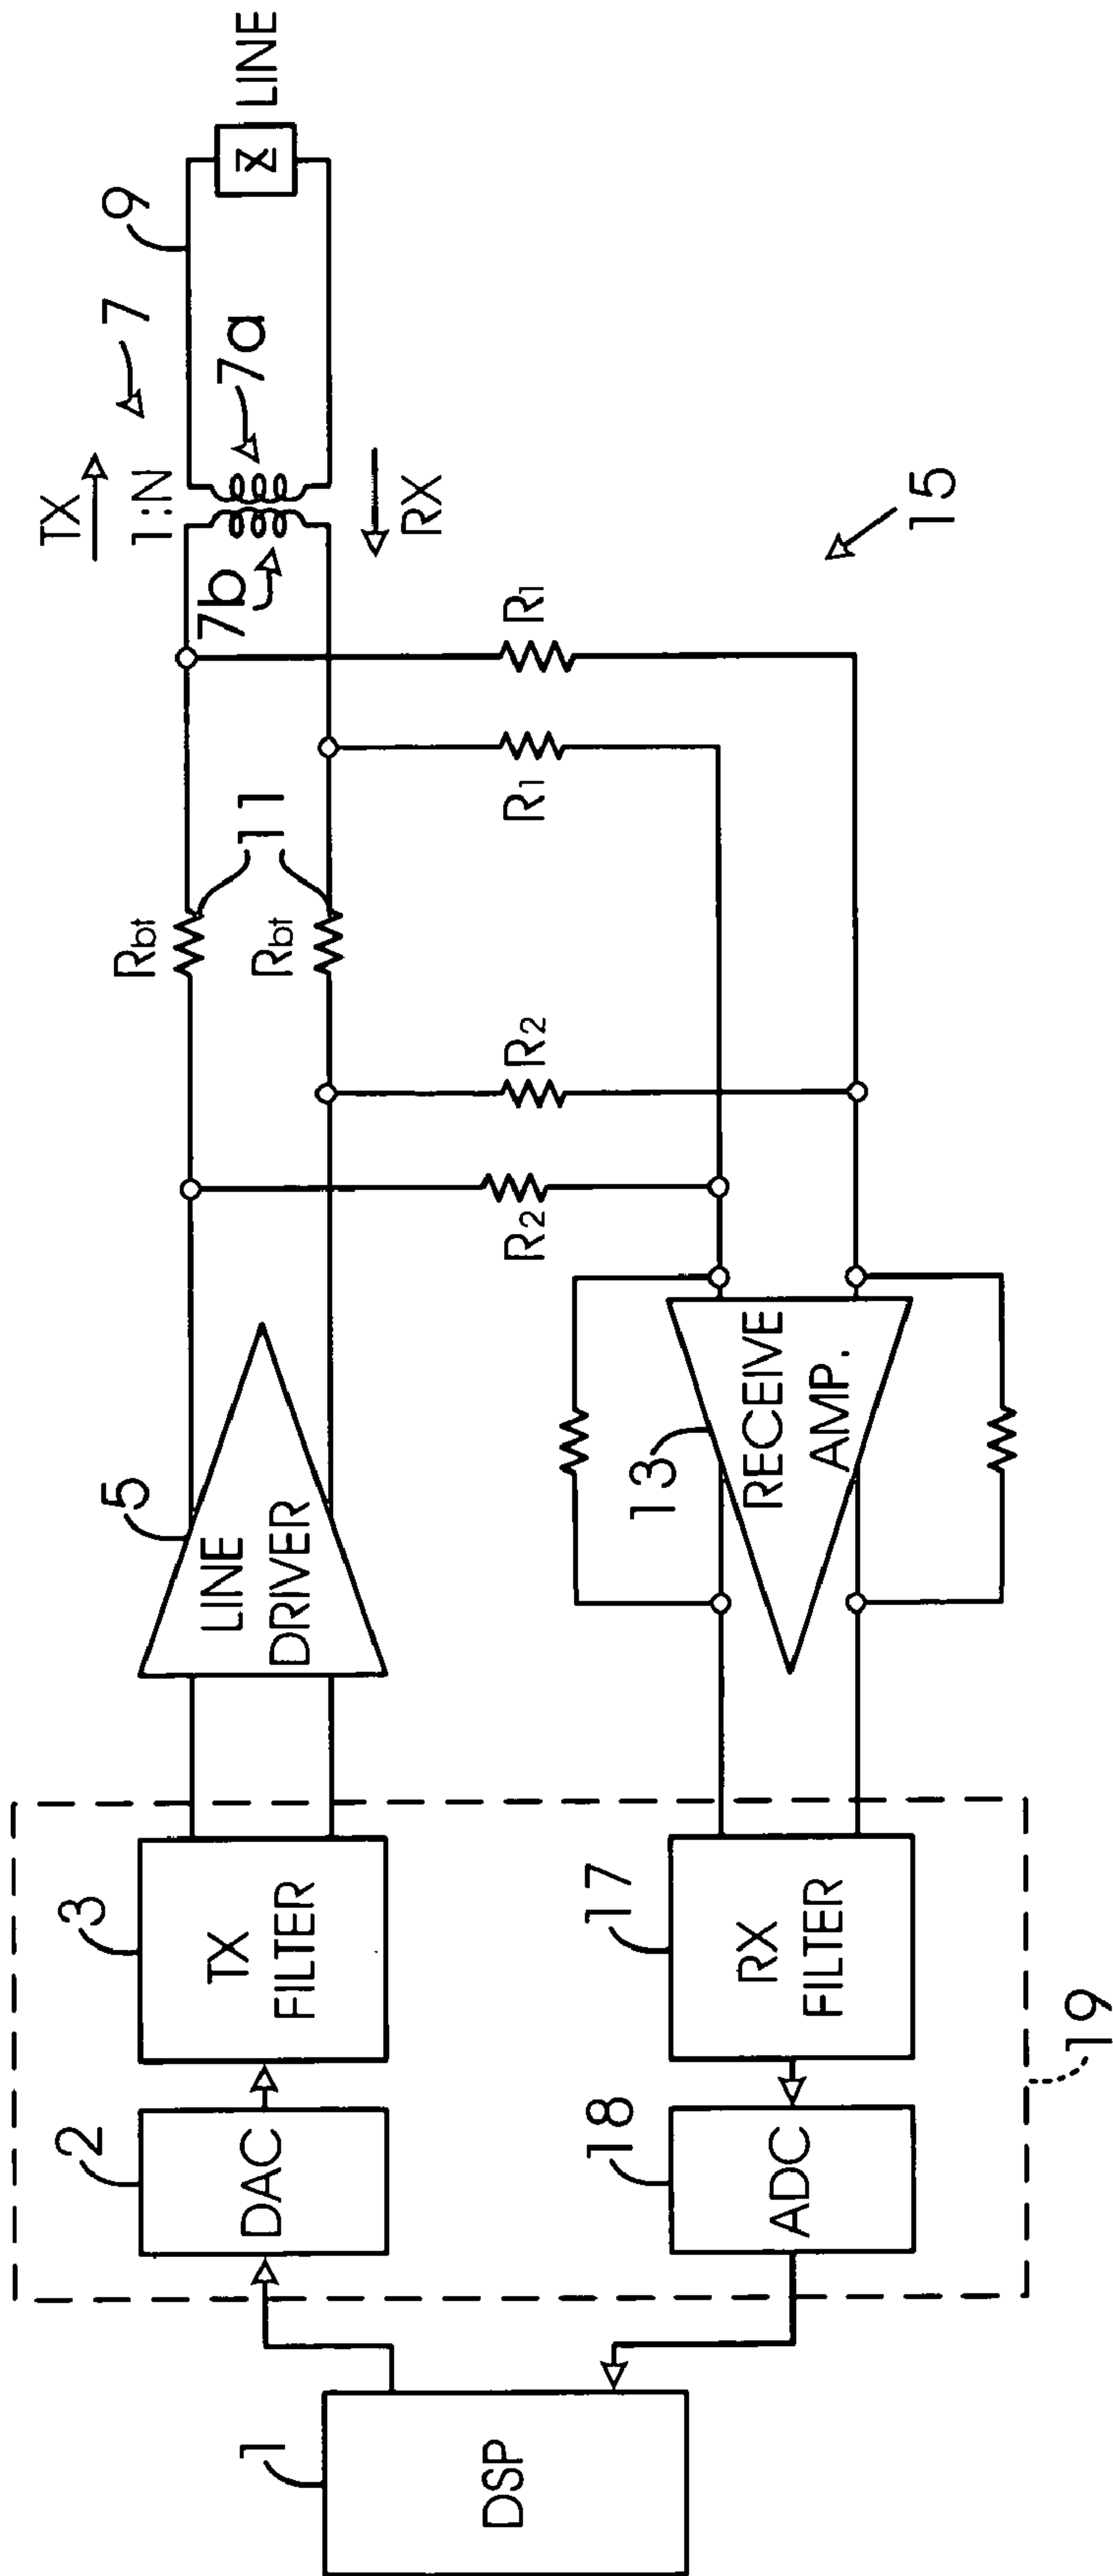 1
DSP
2
DAC
3
TX
FILTER
5
LINE
DRIVER
Rbt
Rbt
11
TX
1:N
7
7b
7a
RX
9
Z
LINE
R2
R2
R1
R1
15
13
RECEIVE
AMP.
17
RX
FILTER
18
ADC
19